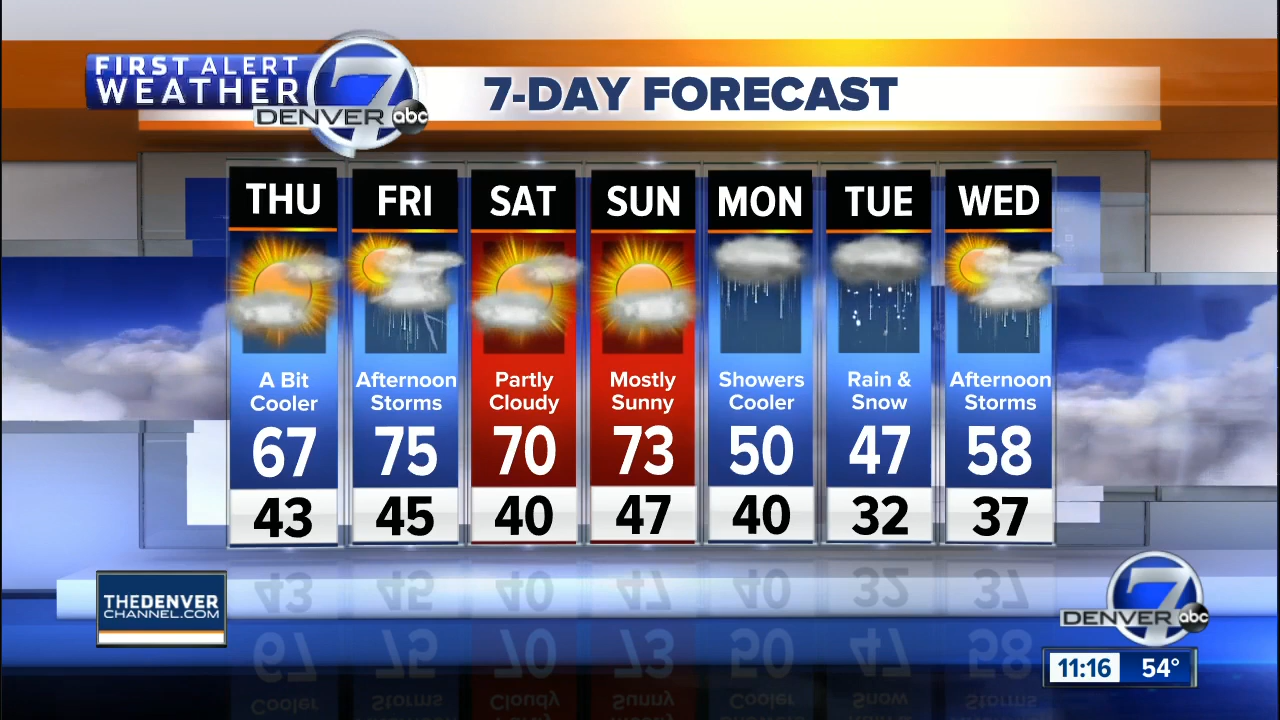 FIRST ALERT
WEATHER
7
DENVER abc
7-DAY FORECAST
THU FRI SAT SUN MON TUE WED
A Bit Afternoon Partly Mostly Showers Rain & Afternoon
Cooler Storms Cloudy Sunny Cooler Snow Storms
67 75 70 73 50 47 58
43 45 40 47 40 32 37
THEDENVER
CHANNEL.COM
7
DENVER abc
11:16 54°